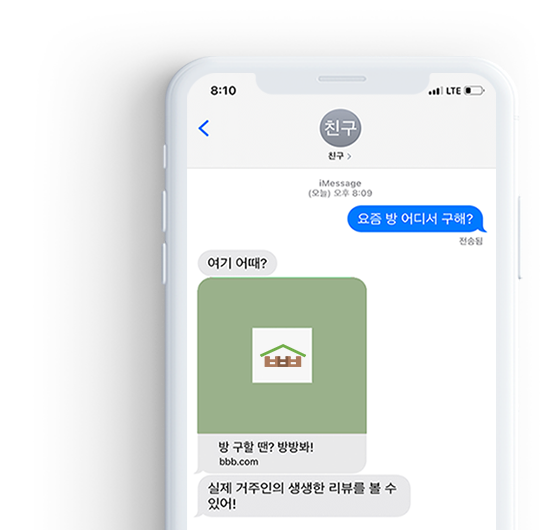 8:10
LTE
친구
친구 >
iMessage
(오늘) 오후 8:09
요즘 방 어디서 구해?
전송됨
여기 어때?
방 구할 땐? 방방봐!
bbb.com
실제 거주인의 생생한 리뷰를 볼 수
있어!